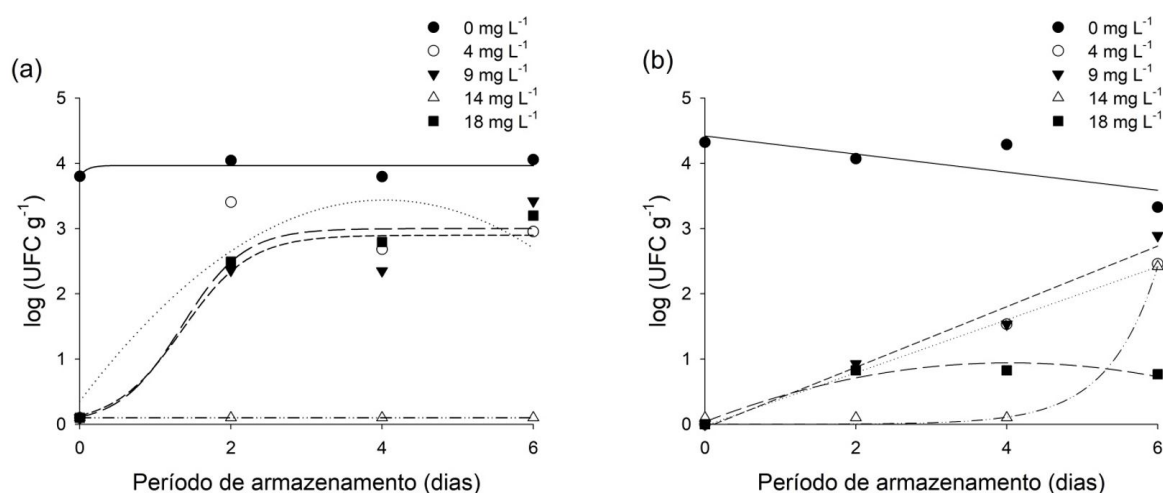 (a)
0 mg L⁻¹
4 mg L⁻¹
9 mg L⁻¹
14 mg L⁻¹
18 mg L⁻¹
log (UFC g⁻¹)
5
4
3
2
1
0
0 2 4 6
Período de armazenamento (dias)
(b)
0 mg L⁻¹
4 mg L⁻¹
9 mg L⁻¹
14 mg L⁻¹
18 mg L⁻¹
log (UFC g⁻¹)
5
4
3
2
1
0
0 2 4 6
Período de armazenamento (dias)